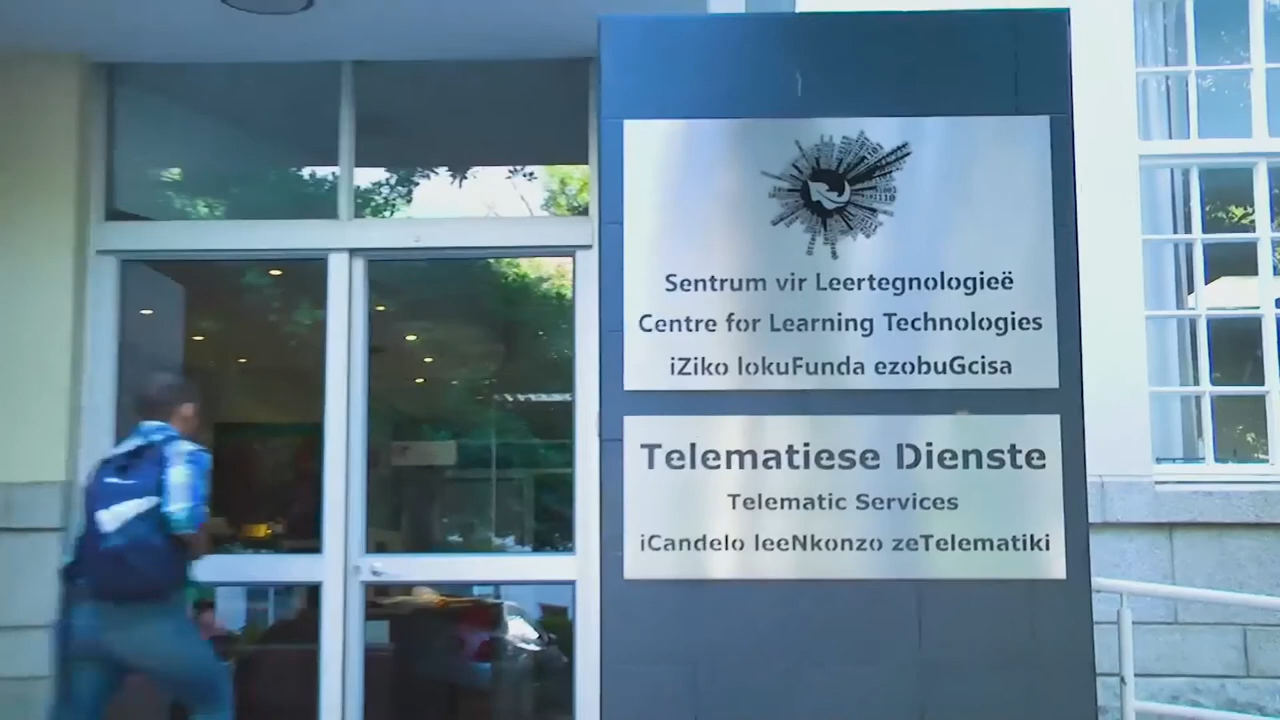 Sentrum vir Leertegnologieë
Centre for Learning Technologies
iZiko lokuFunda ezobuGcisa
Telematiese Dienste
Telematic Services
iCandelo leeNkonzo zeTelematiki